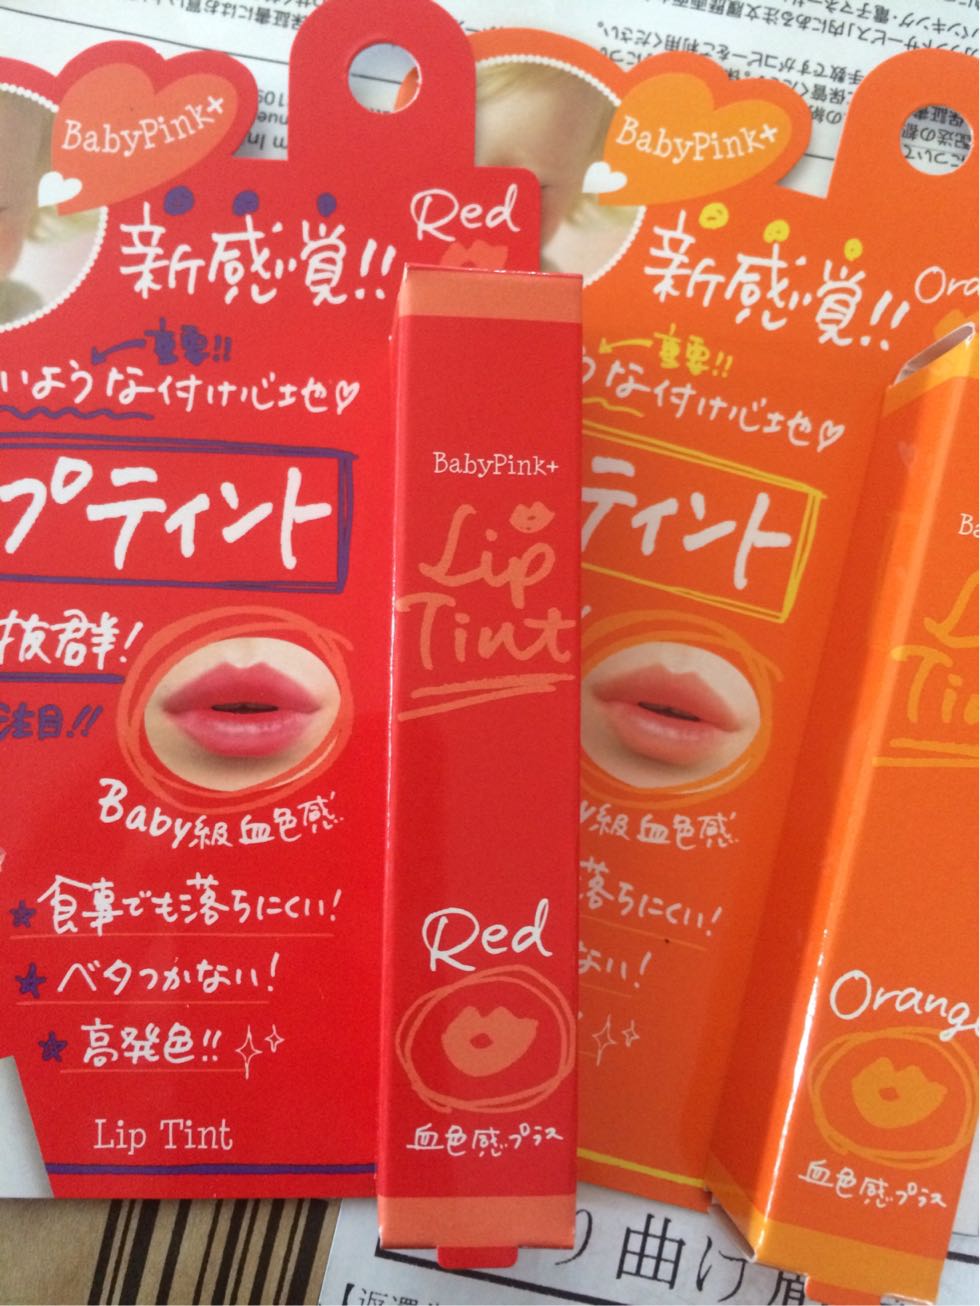 BabyPink+
新感覚!!
Red
重要!!
いような付け心地♡
プティント
抜群!
注目!!
Baby級血色感
★食事でも落ちにくい!
★ベタつかない!
★高発色!!
Lip Tint
BabyPink+
Lip
Tint
Red
血色感プラス
BabyPink+
新感覚!!
重要!!
な付け心地♡
ティント
級血色感
落ちにくい!
ない!
Orang
血色感プラス
り曲げ